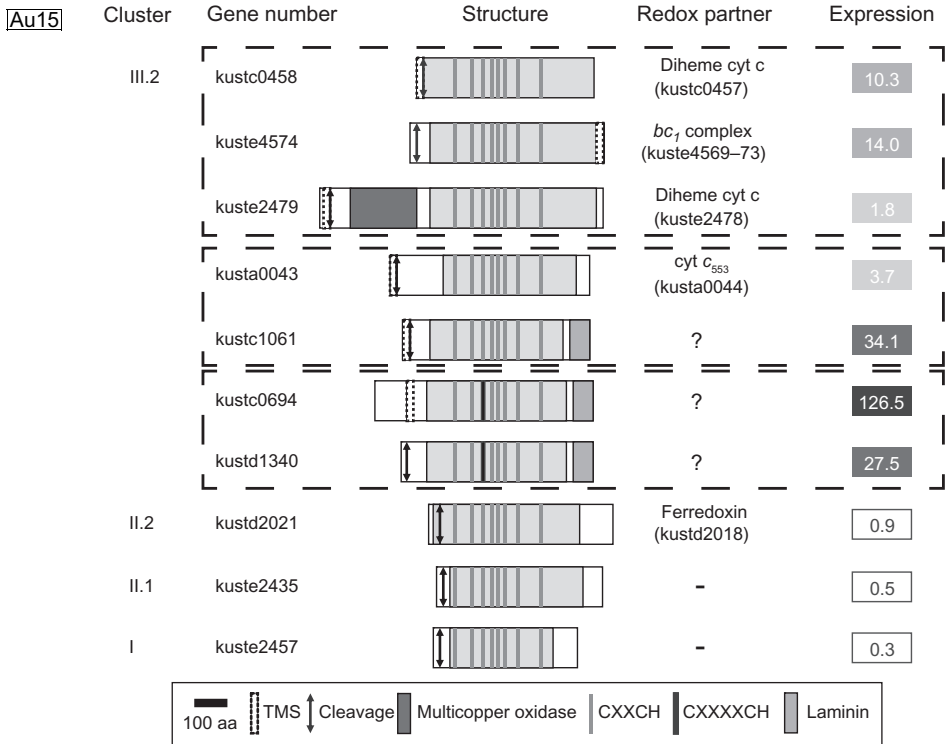 Au15 Cluster Gene number Structure Redox partner Expression
III.2 kustc0458 Diheme cyt c (kustc0457) 10.3
kuste4574 bc1 complex (kuste4569–73) 14.0
kuste2479 Diheme cyt c (kuste2478) 1.8
kusta0043 cyt c553 (kusta0044) 3.7
kustc1061 ? 34.1
kustc0694 ? 126.5
kustd1340 ? 27.5
II.2 kustd2021 Ferredoxin (kustd2018) 0.9
II.1 kuste2435 - 0.5
I kuste2457 - 0.3
100 aa TMS Cleavage Multicopper oxidase CXXCH CXXXXCH Laminin